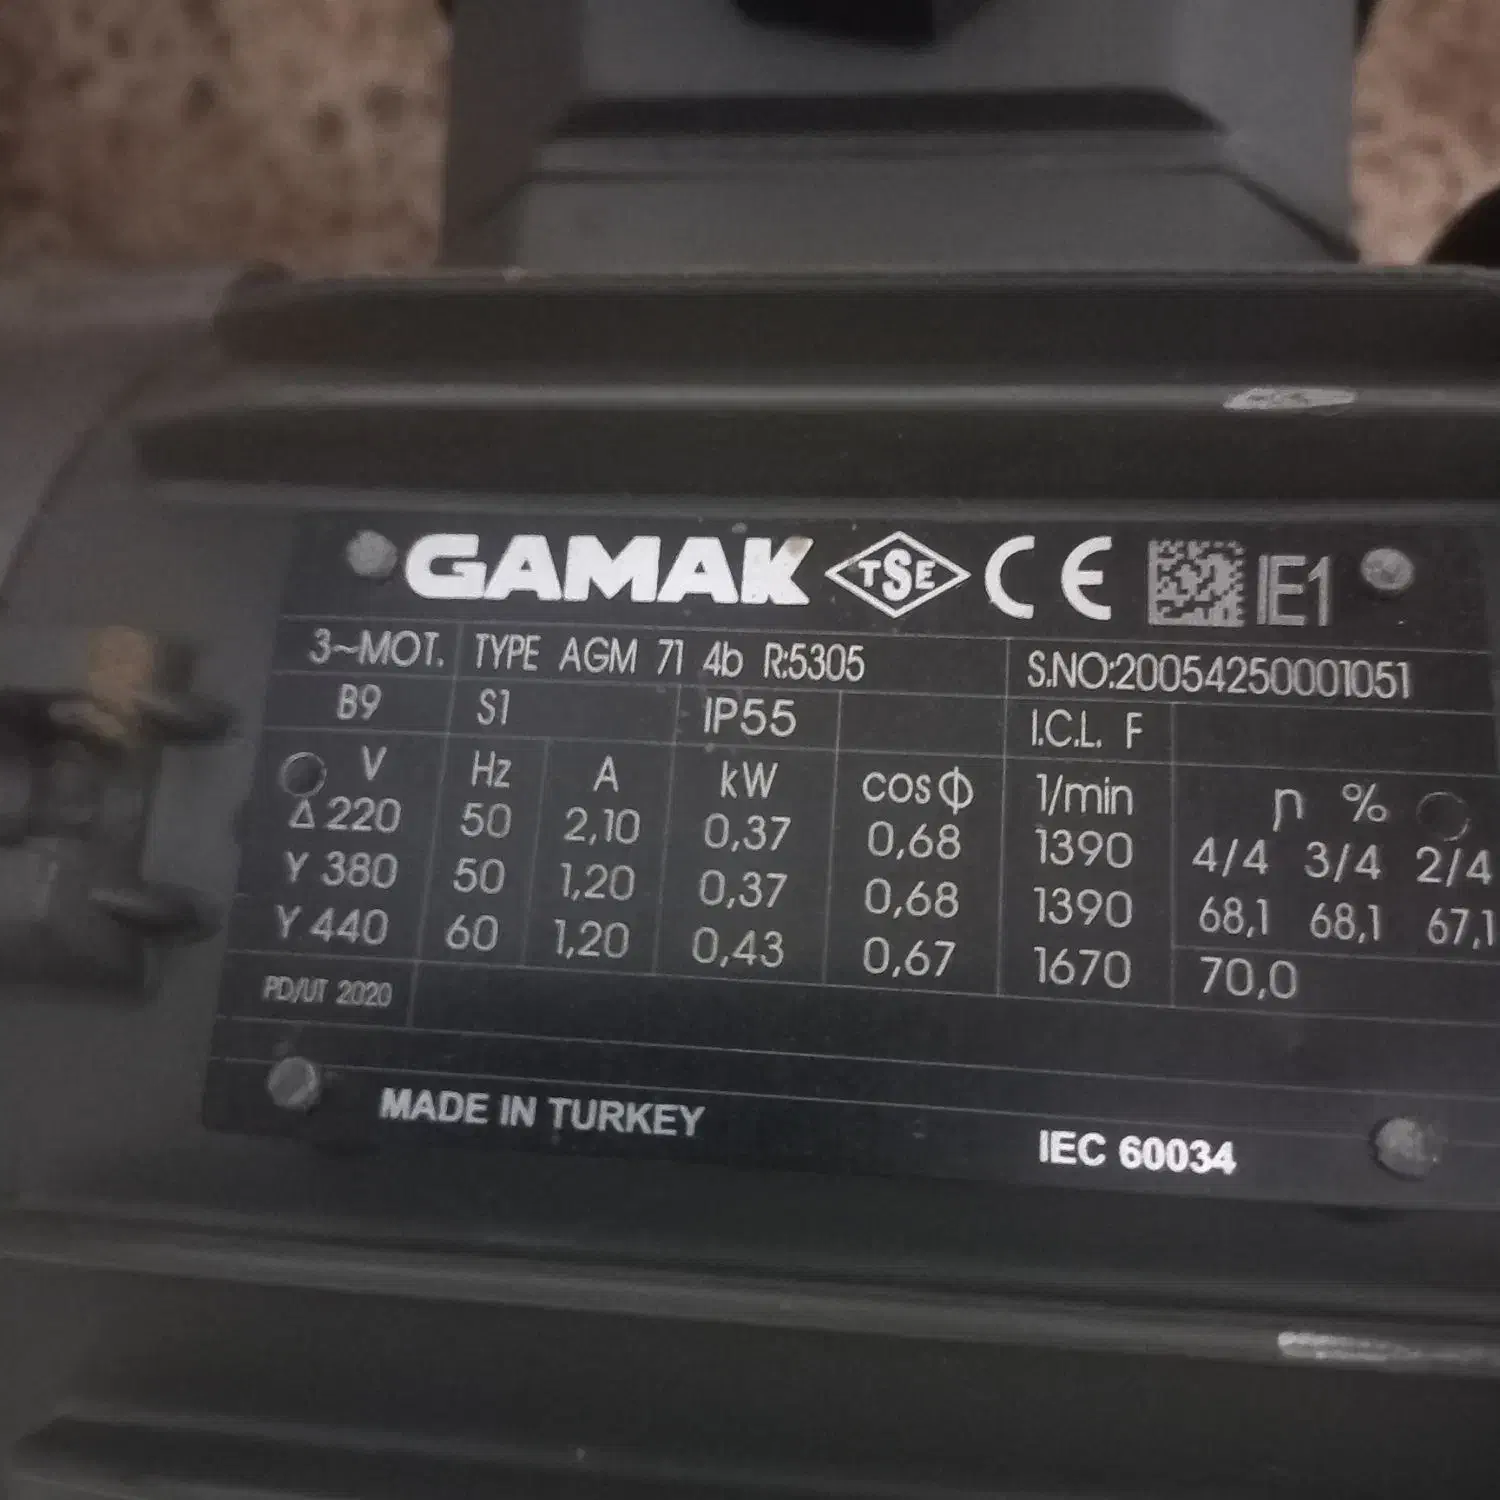 GAMAK TSE CE IE1
3~MOT. TYPE AGM 71 4b R:5305 S.NO:20054250001051
B9 S1 IP55 I.C.L. F
V Hz A kW cosϕ 1/min η %
Δ 220 50 2,10 0,37 0,68 1390 4/4 3/4 2/4
Y 380 50 1,20 0,37 0,68 1390 68,1 68,1 67,1
Y 440 60 1,20 0,43 0,67 1670 70,0
PD/UT 2020
MADE IN TURKEY IEC 60034